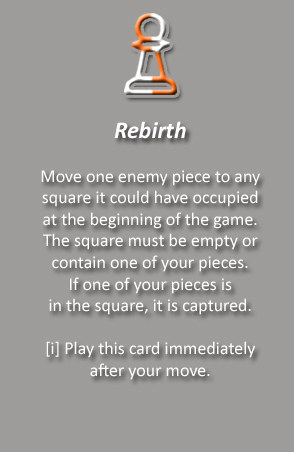 Rebirth
Move one enemy piece to any
square it could have occupied
at the beginning of the game.
The square must be empty or
contain one of your pieces.
If one of your pieces is
in the square, it is captured.
[i] Play this card immediately
after your move.